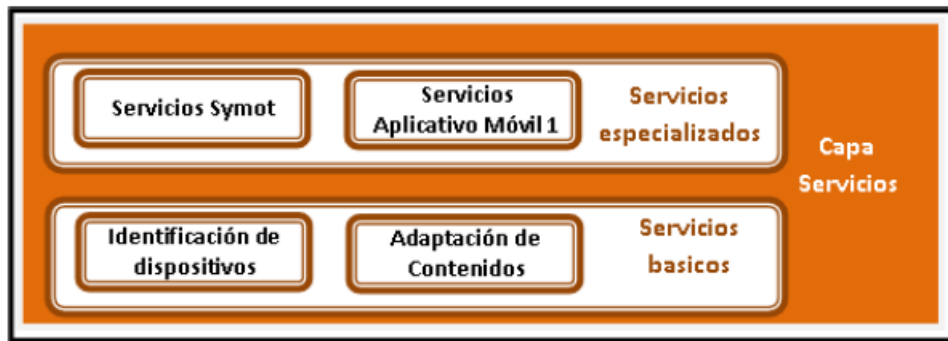 Servicios Symot
Servicios
Aplicativo Móvil 1
Servicios
especializados
Capa
Servicios
Identificación de
dispositivos
Adaptación de
Contenidos
Servicios
basicos